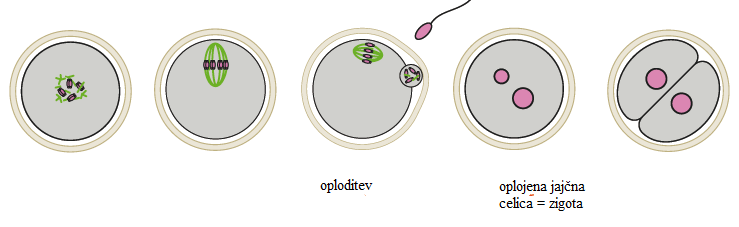 oploditev
oplojena jajčna
celica = zigota